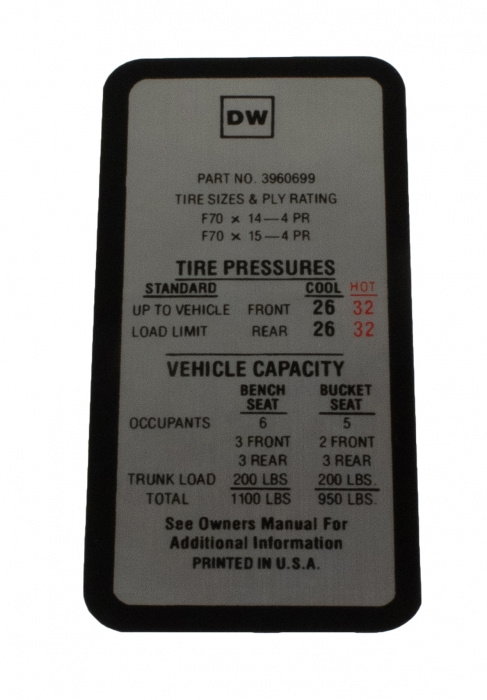 DW
PART NO. 3960699
TIRE SIZES & PLY RATING
F70 × 14—4 PR
F70 × 15—4 PR
TIRE PRESSURES
STANDARD COOL HOT
UP TO VEHICLE FRONT 26 32
LOAD LIMIT REAR 26 32
VEHICLE CAPACITY
BENCH BUCKET
SEAT SEAT
OCCUPANTS 6 5
3 FRONT 2 FRONT
3 REAR 3 REAR
TRUNK LOAD 200 LBS 200 LBS.
TOTAL 1100 LBS 950 LBS.
See Owners Manual For
Additional Information
PRINTED IN U.S.A.